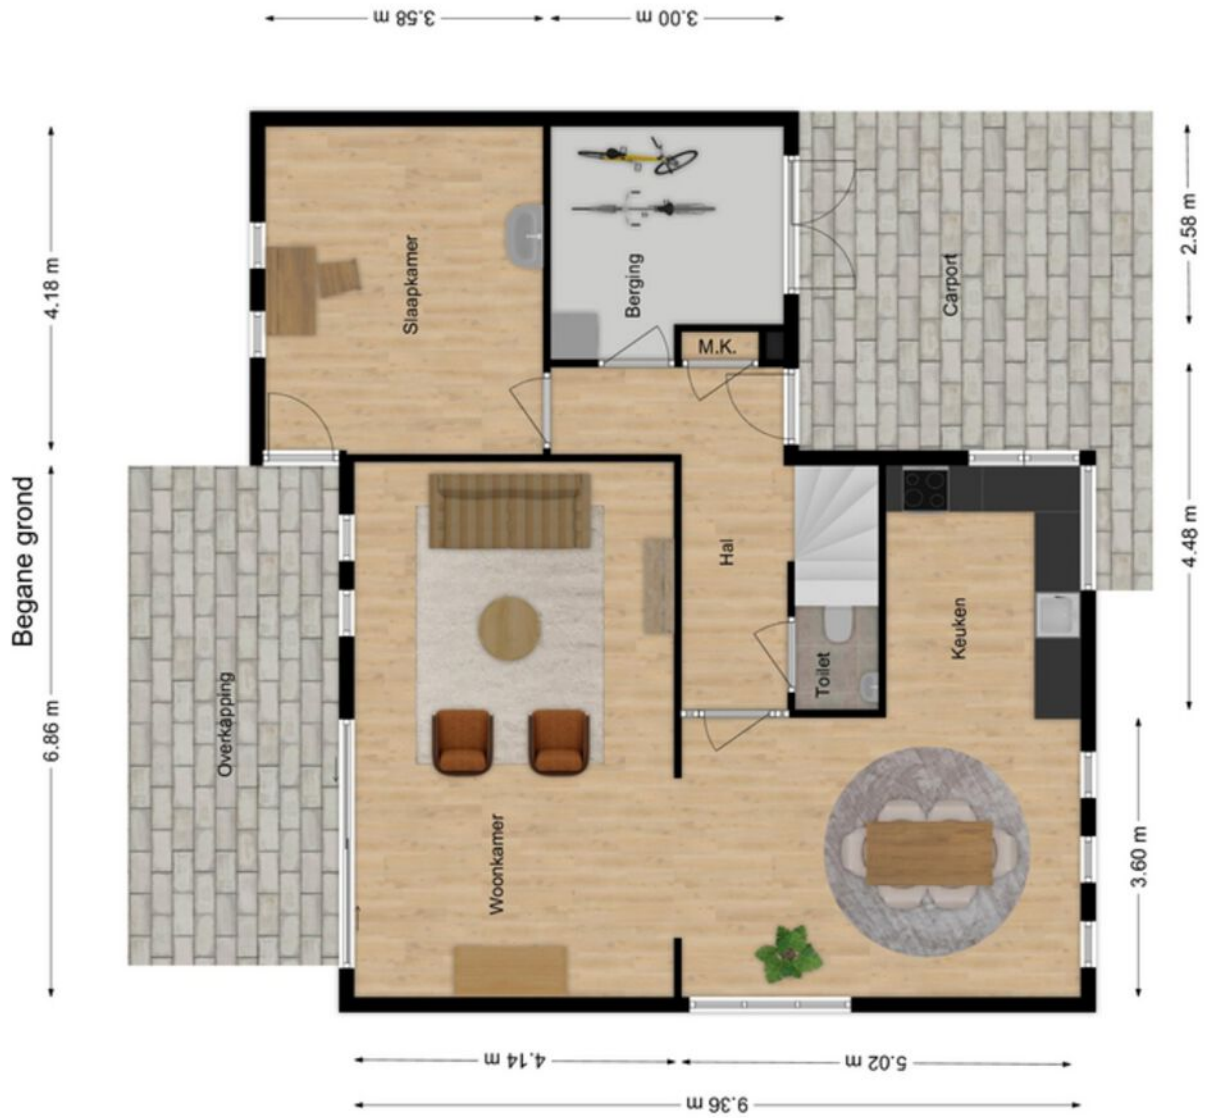 3.58 m
3.00 m
4.18 m
2.58 m
Slaapkamer
Berging
Carport
M.K.
Begane grond
6.86 m
Overkapping
Hal
4.48 m
Keuken
Toilet
Woonkamer
3.60 m
4.14 m
5.02 m
9.36 m